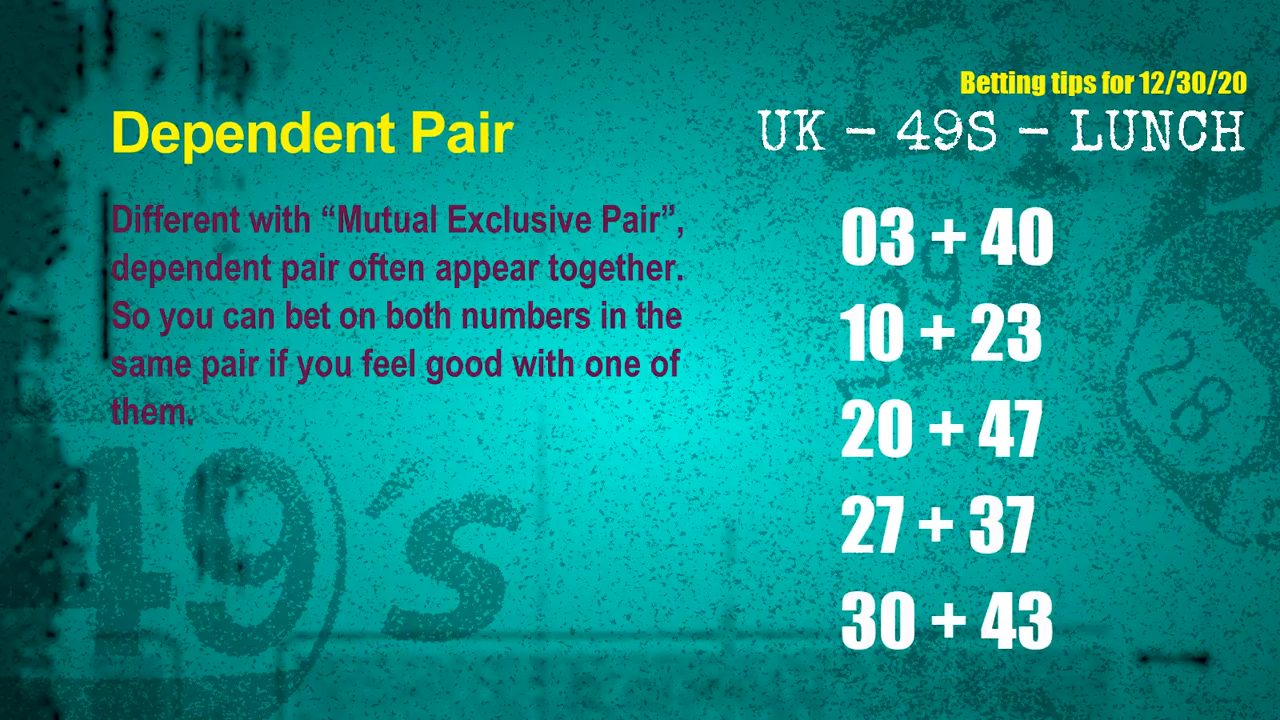 Betting tips for 12/30/20
UK - 49S - LUNCH
Dependent Pair
Different with “Mutual Exclusive Pair”,
dependent pair often appear together.
So you can bet on both numbers in the
same pair if you feel good with one of
them.
03 + 40
10 + 23
20 + 47
27 + 37
30 + 43
49's
39
28